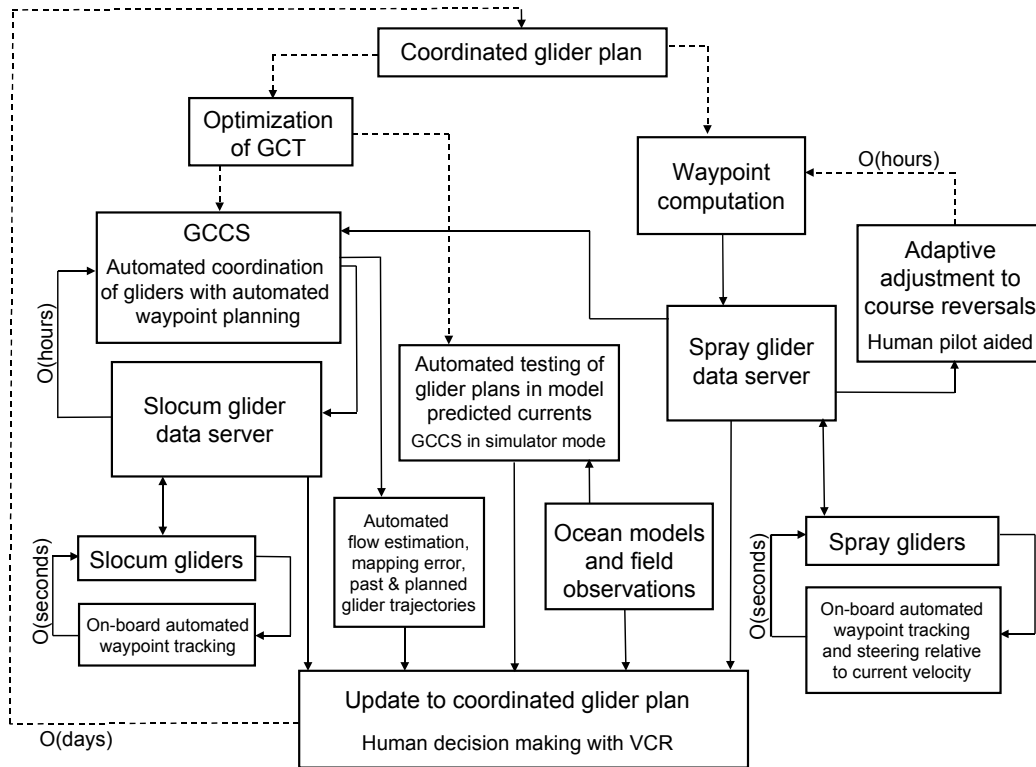 Coordinated glider plan
Optimization
of GCT
Waypoint
computation
O(hours)
GCCS
Automated coordination
of gliders with automated
waypoint planning
O(hours)
Adaptive
adjustment to
course reversals
Human pilot aided
Spray glider
data server
Automated testing of
glider plans in model
predicted currents
GCCS in simulator mode
Slocum glider
data server
Automated
flow estimation,
mapping error,
past & planned
glider trajectories
Ocean models
and field
observations
Slocum gliders
O(seconds)
On-board automated
waypoint tracking
Spray gliders
O(seconds)
On-board automated
waypoint tracking
and steering relative
to current velocity
Update to coordinated glider plan
Human decision making with VCR
O(days)